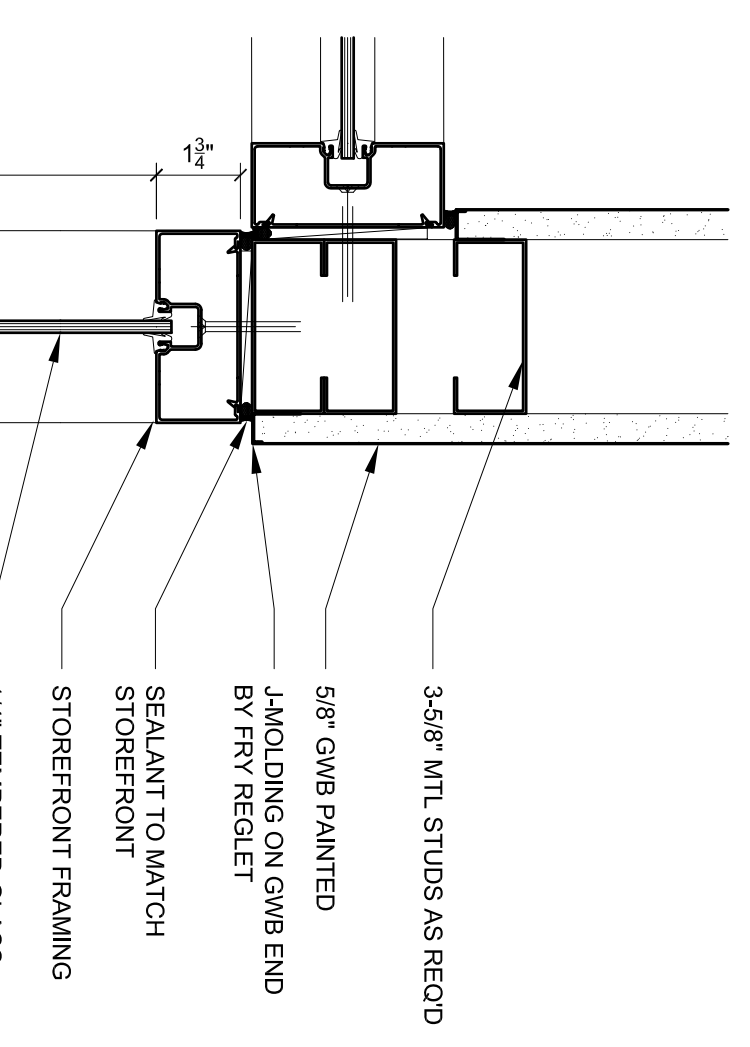 1 3/4"
3-5/8" MTL STUDS AS REQ'D
5/8" GWB PAINTED
J-MOLDING ON GWB END
BY FRY REGLET
SEALANT TO MATCH
STOREFRONT
STOREFRONT FRAMING